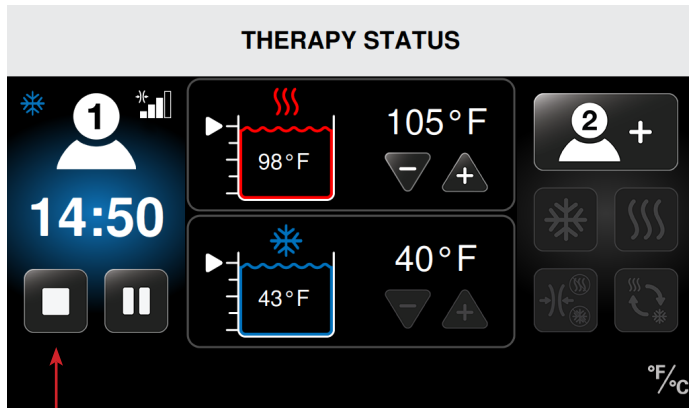 THERAPY STATUS
1
14:50
98°F
105°F
43°F
40°F
2 +
°F/°C